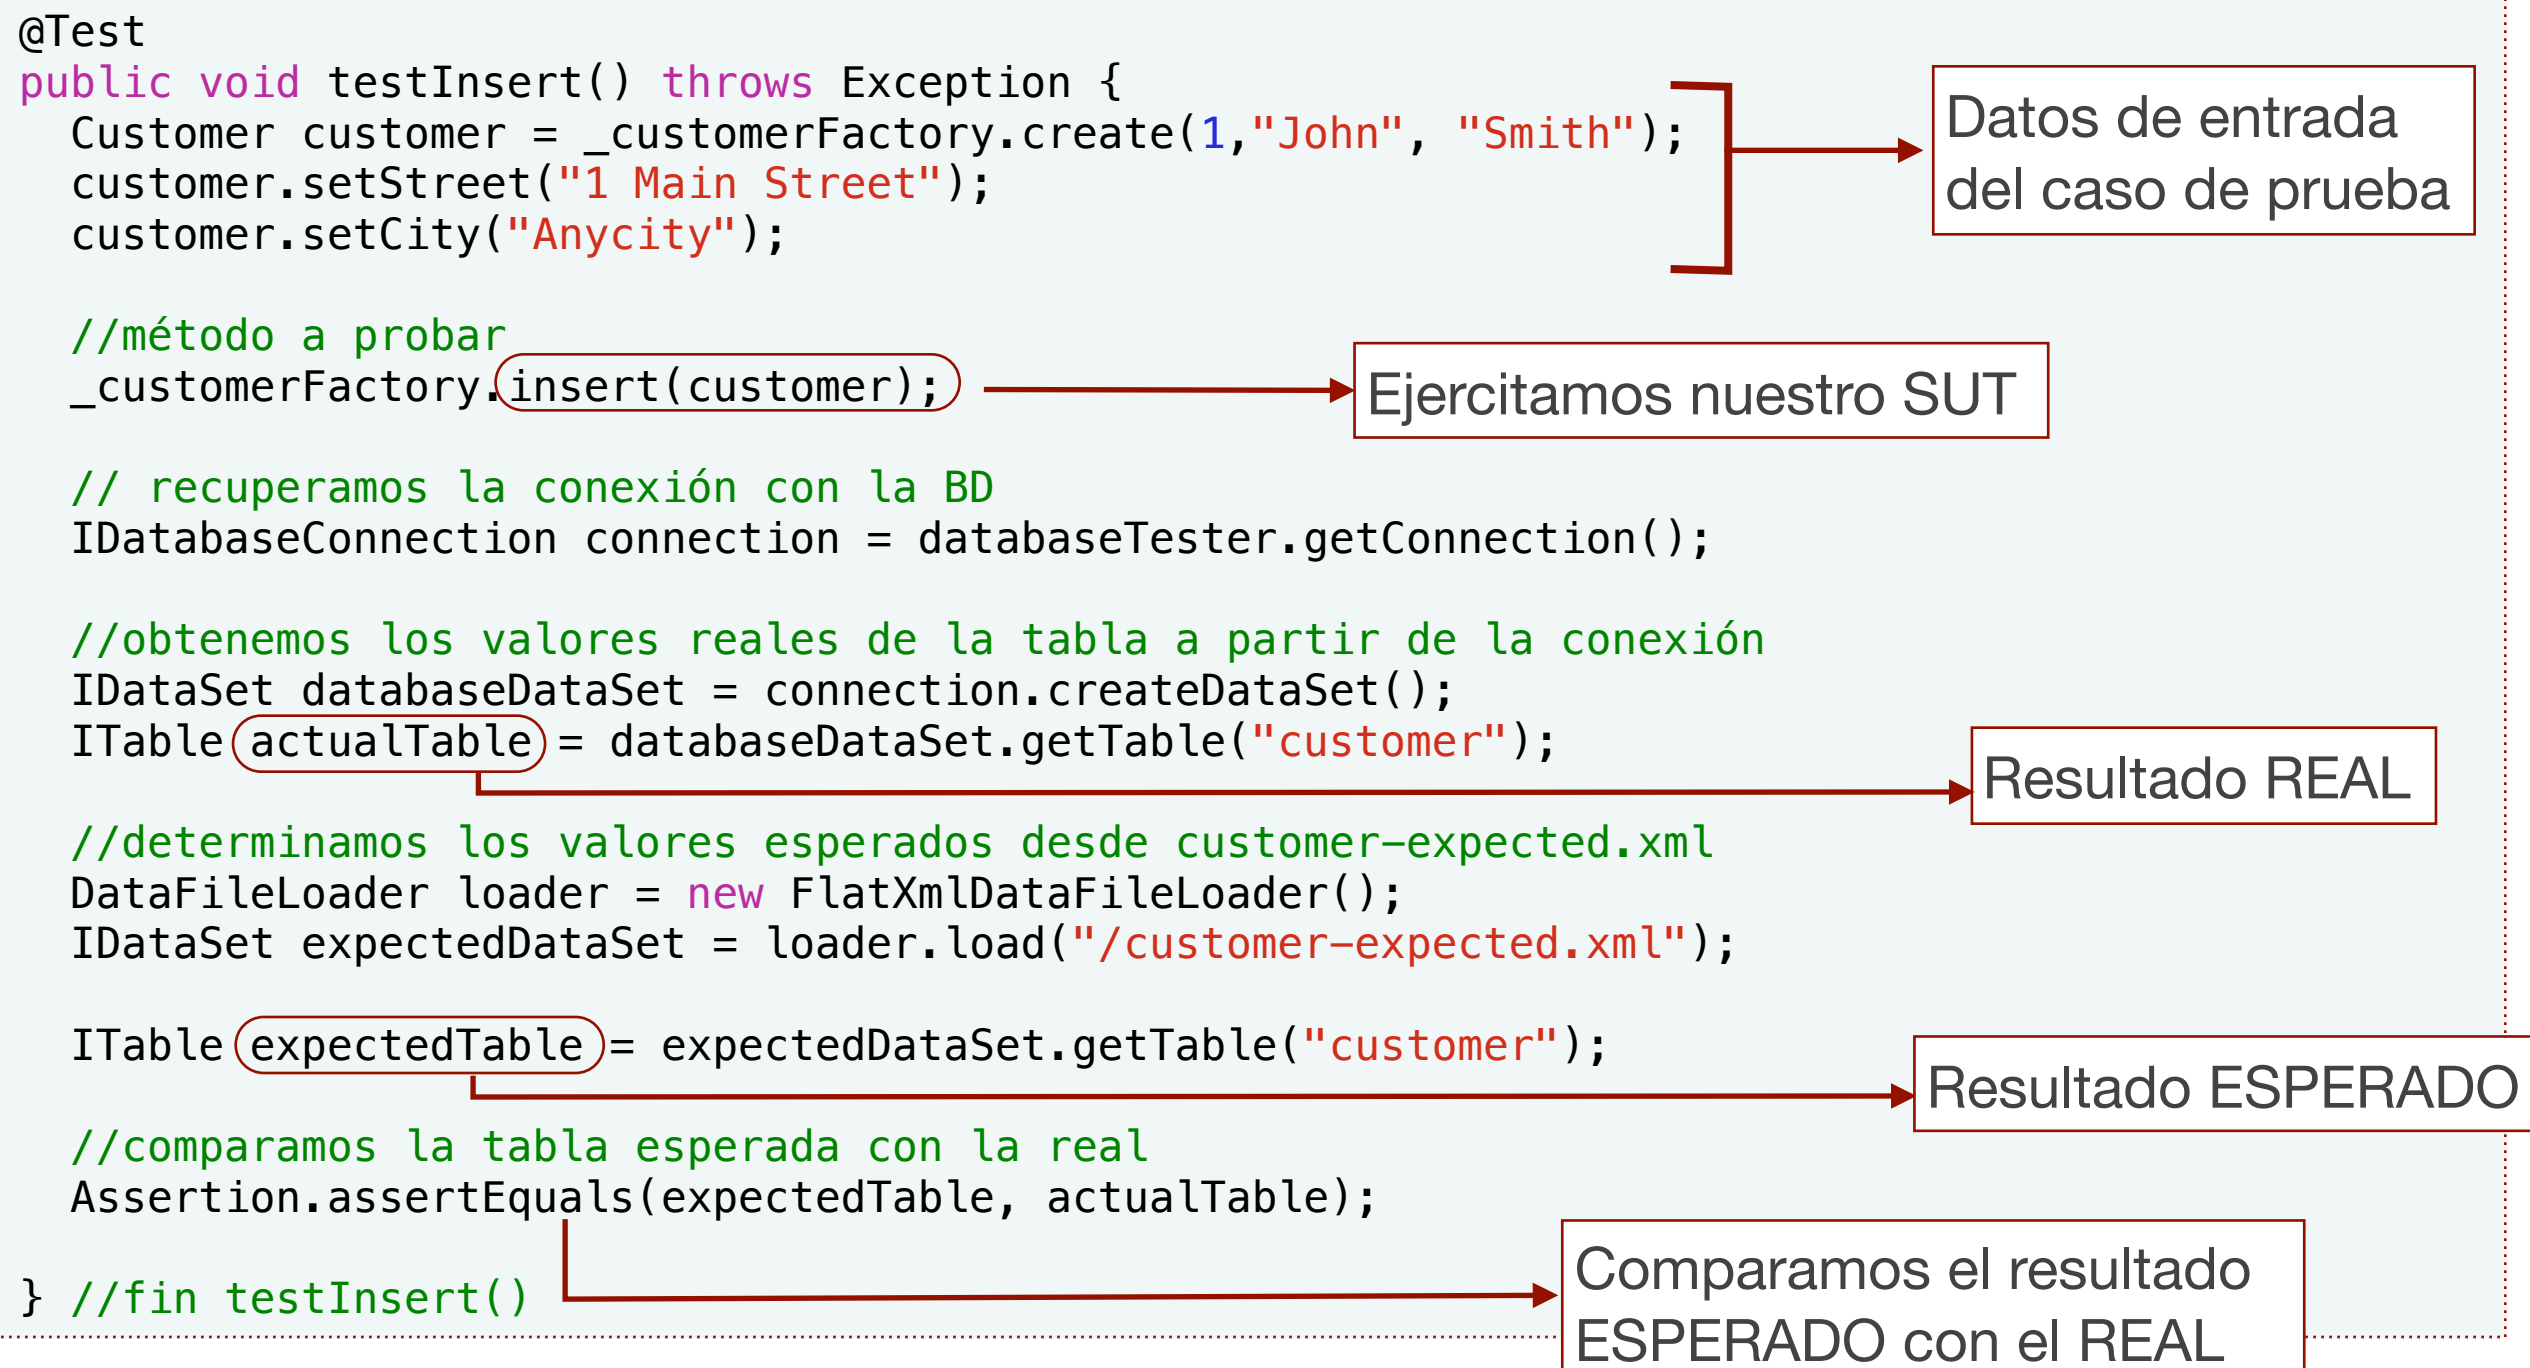 @Test
public void testInsert() throws Exception {
Customer customer = _customerFactory.create(1,"John", "Smith");
customer.setStreet("1 Main Street");
customer.setCity("Anycity");
Datos de entrada
del caso de prueba
//método a probar
_customerFactory.insert(customer);
Ejercitamos nuestro SUT
// recuperamos la conexión con la BD
IDatabaseConnection connection = databaseTester.getConnection();
//obtenemos los valores reales de la tabla a partir de la conexión
IDataSet databaseDataSet = connection.createDataSet();
ITable actualTable = databaseDataSet.getTable("customer");
Resultado REAL
//determinamos los valores esperados desde customer-expected.xml
DataFileLoader loader = new FlatXmlDataFileLoader();
IDataSet expectedDataSet = loader.load("/customer-expected.xml");
ITable expectedTable = expectedDataSet.getTable("customer");
Resultado ESPERADO
//comparamos la tabla esperada con la real
Assertion.assertEquals(expectedTable, actualTable);
} //fin testInsert()
Comparamos el resultado
ESPERADO con el REAL